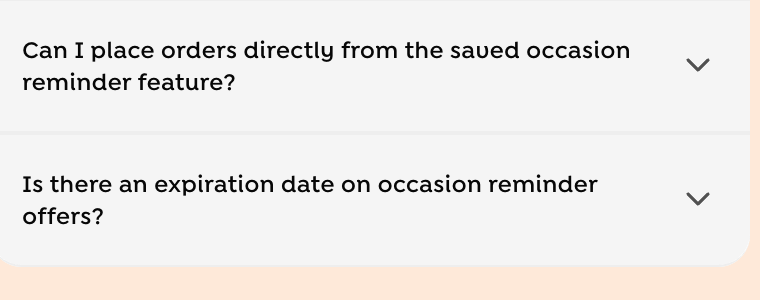 Can I place orders directly from the saved occasion
reminder feature?
Is there an expiration date on occasion reminder
offers?